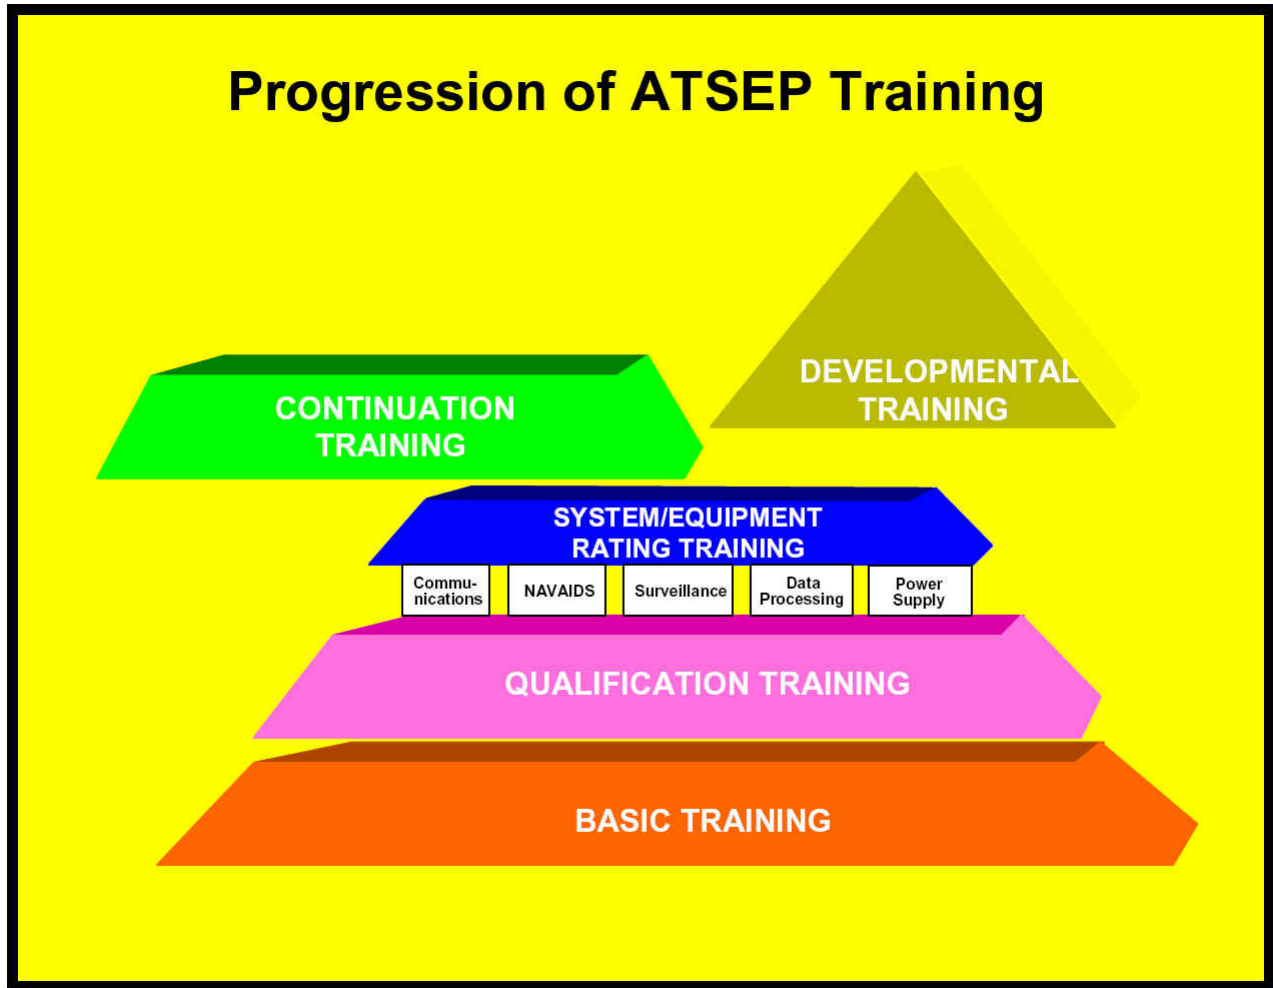 Progression of ATSEP Training
DEVELOPMENTAL
TRAINING
CONTINUATION
TRAINING
SYSTEM/EQUIPMENT
RATING TRAINING
Commu-
nications
NAVAIDS
Surveillance
Data
Processing
Power
Supply
QUALIFICATION TRAINING
BASIC TRAINING